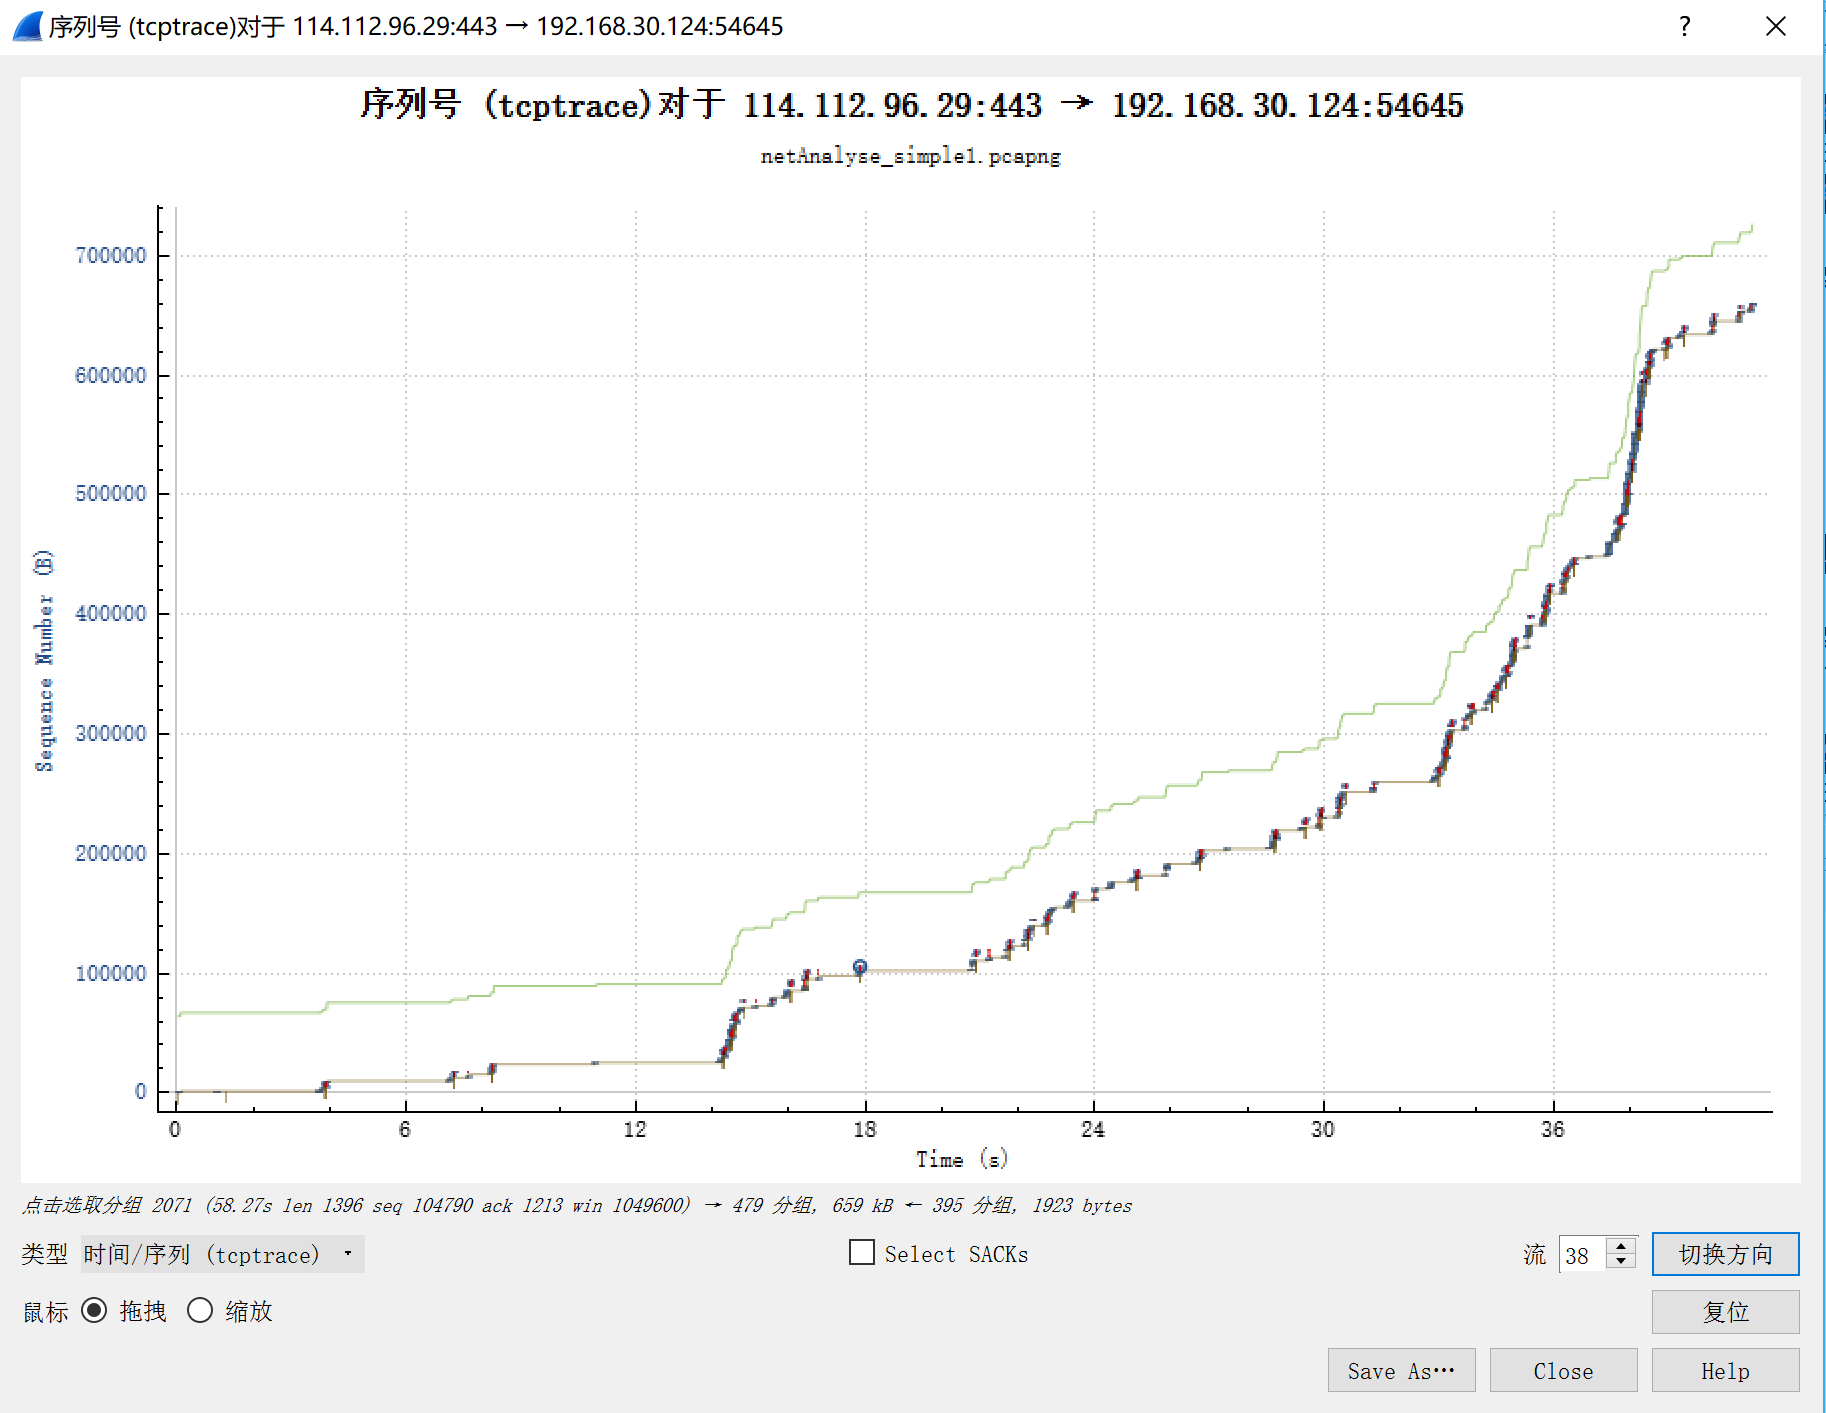 序列号 (tcptrace)对于 114.112.96.29:443 → 192.168.30.124:54645
?
序列号 (tcptrace)对于 114.112.96.29:443 → 192.168.30.124:54645
netAnalyse_simple1.pcapng
700000
600000
500000
400000
300000
200000
100000
0
Sequence Number (B)
0 6 12 18 24 30 36
Time (s)
点击选取分组 2071 (58.27s len 1396 seq 104790 ack 1213 win 1049600) → 479 分组, 659 kB ← 395 分组, 1923 bytes
类型 时间/序列 (tcptrace) Select SACKs 流 38 切换方向
鼠标 拖拽 缩放 复位
Save As… Close Help